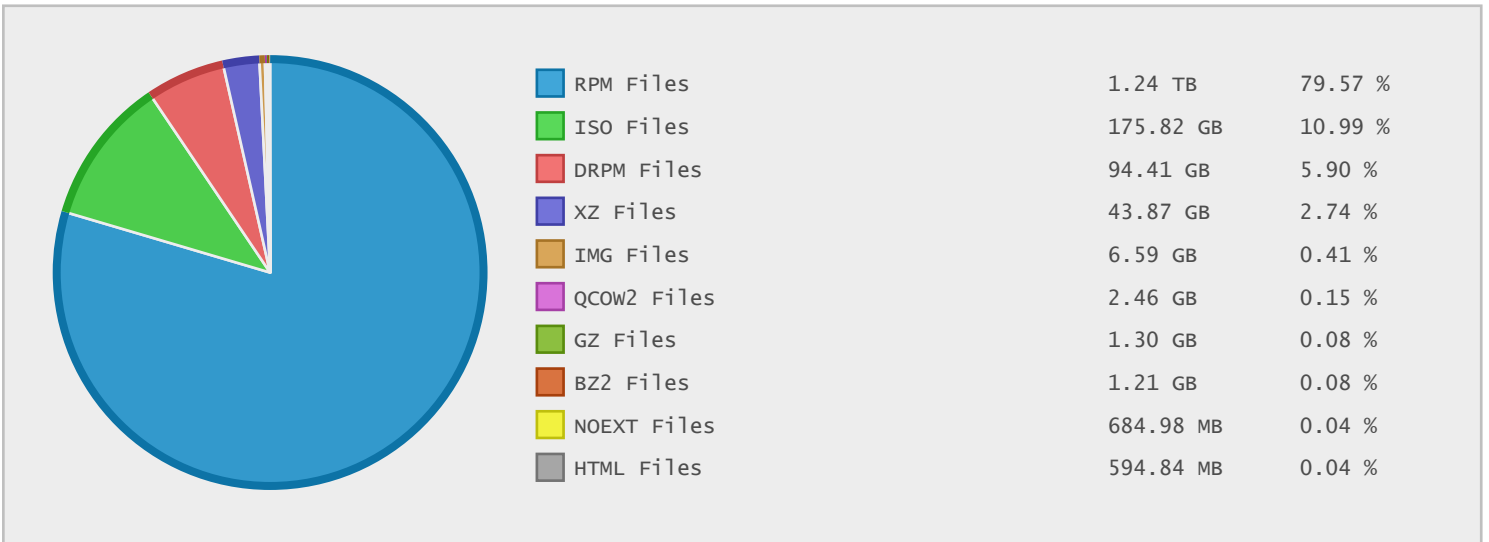 RPM Files 1.24 TB 79.57 %
ISO Files 175.82 GB 10.99 %
DRPM Files 94.41 GB 5.90 %
XZ Files 43.87 GB 2.74 %
IMG Files 6.59 GB 0.41 %
QCOW2 Files 2.46 GB 0.15 %
GZ Files 1.30 GB 0.08 %
BZ2 Files 1.21 GB 0.08 %
NOEXT Files 684.98 MB 0.04 %
HTML Files 594.84 MB 0.04 %